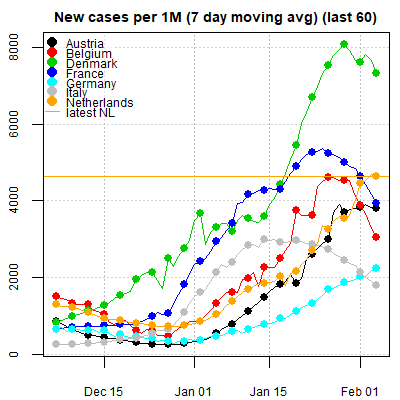 New cases per 1M (7 day moving avg) (last 60)
8000
6000
4000
2000
0
Austria
Belgium
Denmark
France
Germany
Italy
Netherlands
latest NL
Dec 15
Jan 01
Jan 15
Feb 01